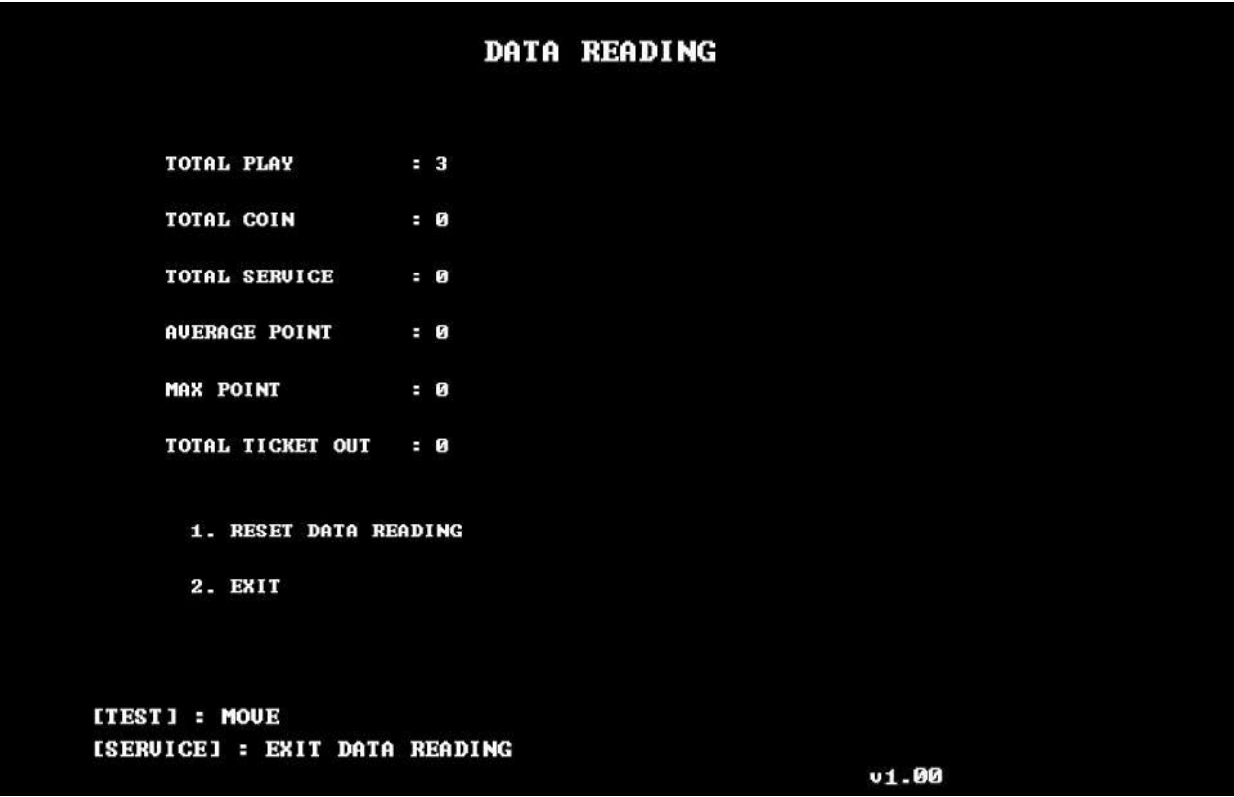 DATA READING
TOTAL PLAY : 3
TOTAL COIN : 0
TOTAL SERVICE : 0
AVERAGE POINT : 0
MAX POINT : 0
TOTAL TICKET OUT : 0
1. RESET DATA READING
2. EXIT
[TEST] : MOVE
[SERVICE] : EXIT DATA READING
v1.00